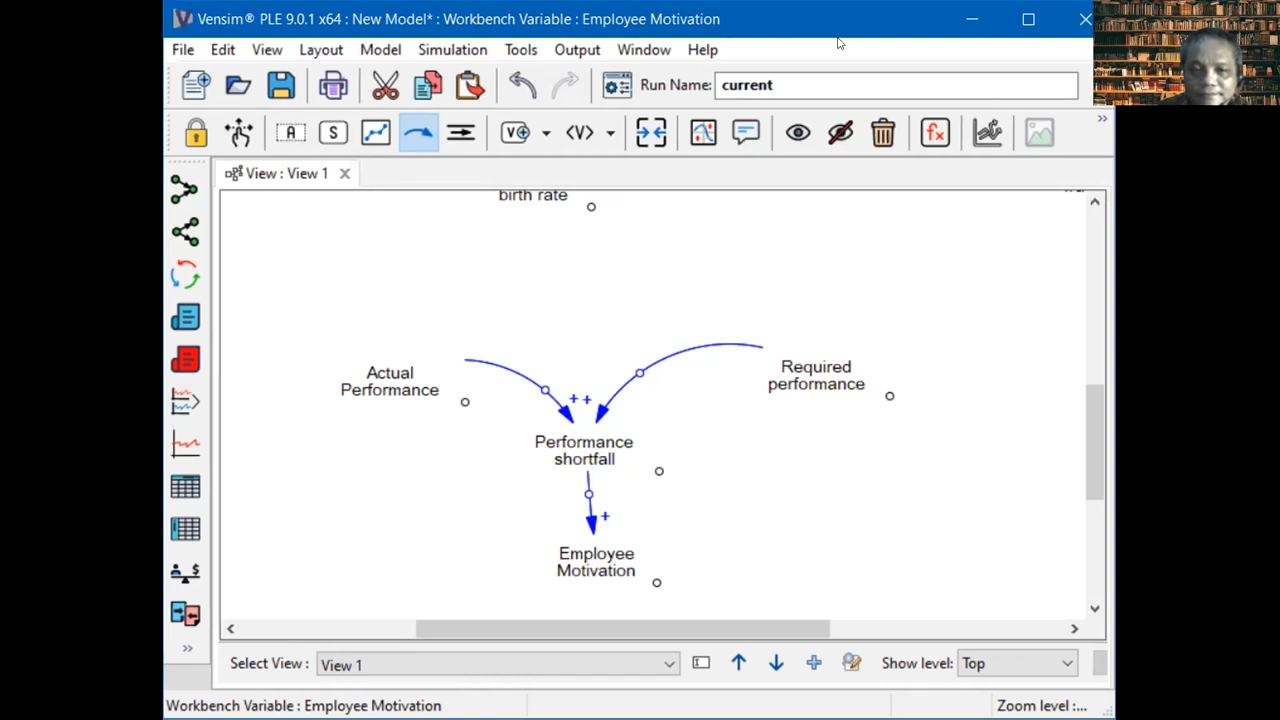 Vensim® PLE 9.0.1 x64 : New Model* : Workbench Variable : Employee Motivation
File Edit View Layout Model Simulation Tools Output Window Help
Run Name: current
A S V <V> fx
View : View 1
birth rate
Actual
Performance
Required
performance
+ +
Performance
shortfall
+
Employee
Motivation
Select View : View 1 Show level: Top
Workbench Variable : Employee Motivation Zoom level :...